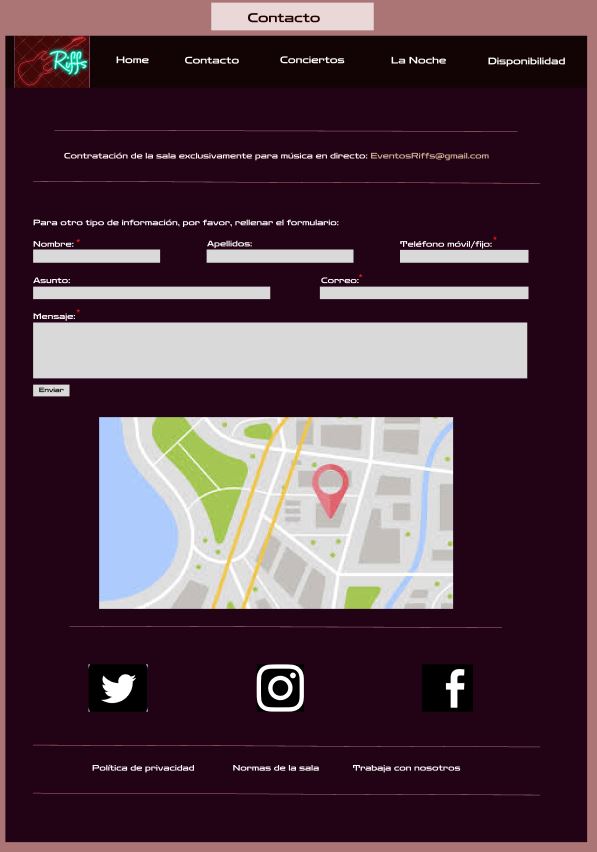 Contacto
Riffs
Home Contacto Conciertos La Noche Disponibilidad
Contratación de la sala exclusivamente para música en directo: EventosRiffs@gmail.com
Para otro tipo de información, por favor, rellenar el formulario:
Nombre:* Apellidos: Teléfono móvil/fijo:*
Asunto: Correo:*
Mensaje:*
Enviar
Política de privacidad Normas de la sala Trabaja con nosotros